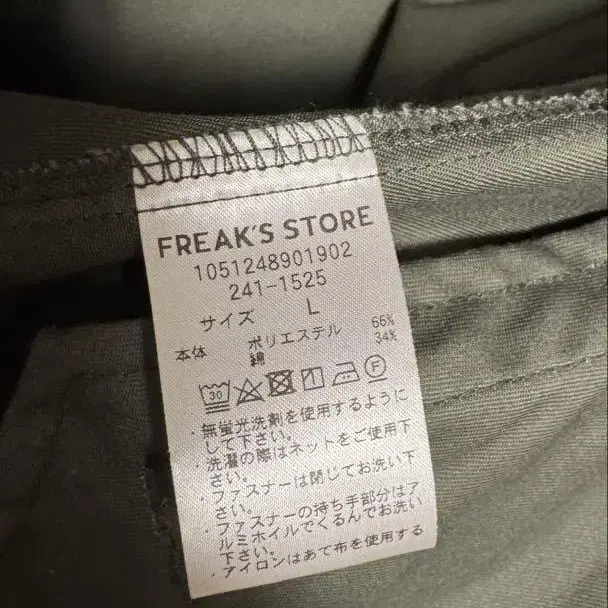 FREAK'S STORE
1051248901902
241-1525
サイズ L
本体 ポリエステル 66%
綿 34%
30 F
・無蛍光洗剤を使用するように
して下さい。
・洗濯の際はネットをご使用下
さい。
・ファスナーは閉じてお洗い下
さい。
・ファスナーの持ち手部分はア
ルミホイルでくるんでお洗い
下さい。
・アイロンはあて布を使用する